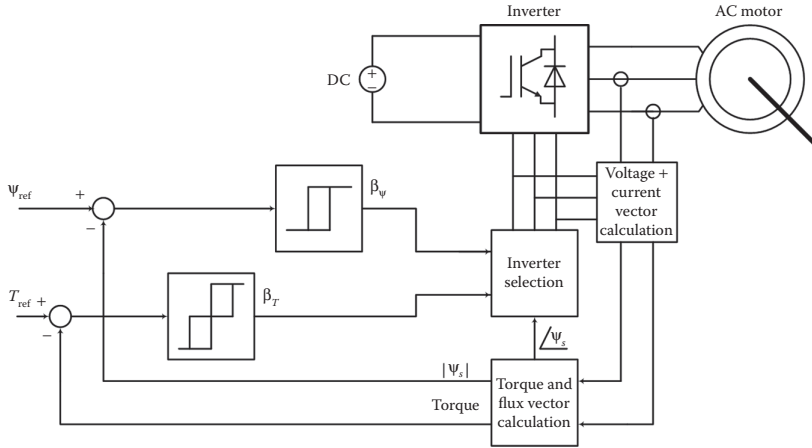 Inverter
AC motor
DC
+
−
Voltage +
current
vector
calculation
ψref
+
−
βψ
Inverter
selection
Tref
+
−
βT
ψs
|ψs|
Torque
Torque and
flux vector
calculation